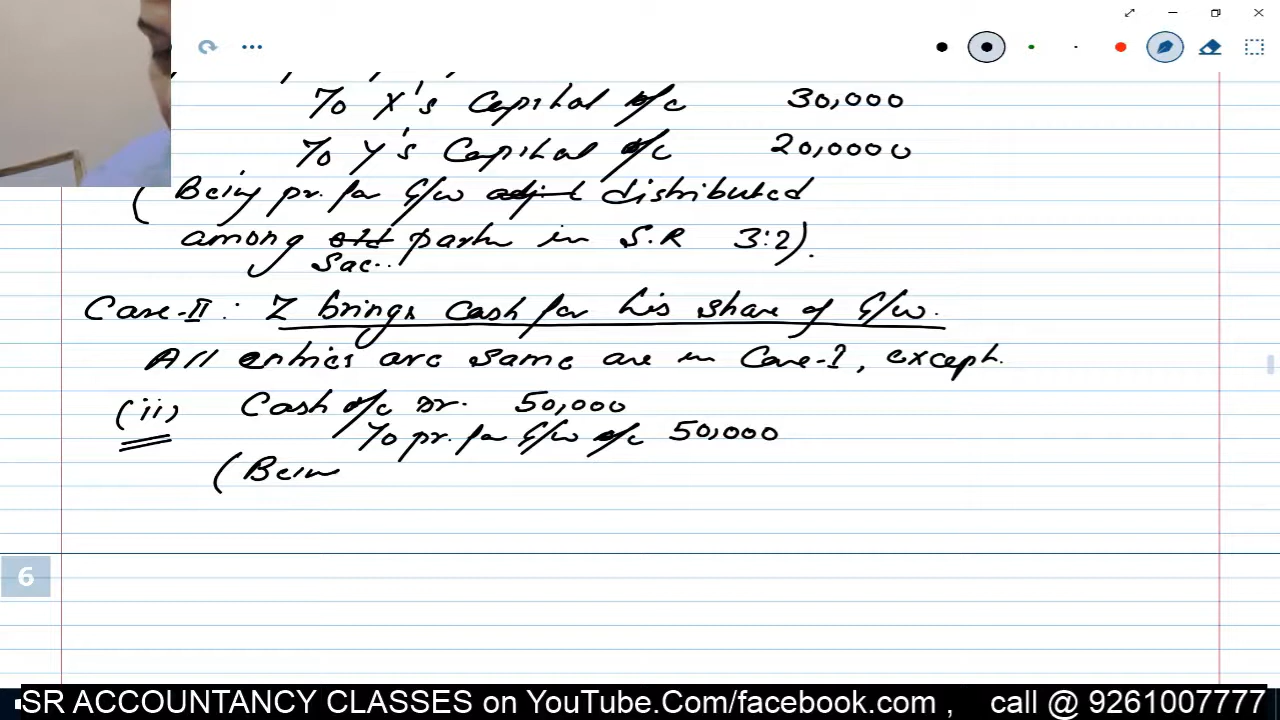 To X's Capital a/c 30,000
To Y's Capital a/c 20,0000
(Being pr. for G/w adjust distributed
among old partn in S.R 3:2).
Sac..
Case-II : Z brings Cash for his share of G/w.
All entries are same are in Case-I, except.
(ii) Cash a/c Dr. 50,000
To pr. for G/w a/c 50,000
(Being
6
SR ACCOUNTANCY CLASSES on YouTube.Com/facebook.com , call @ 9261007777